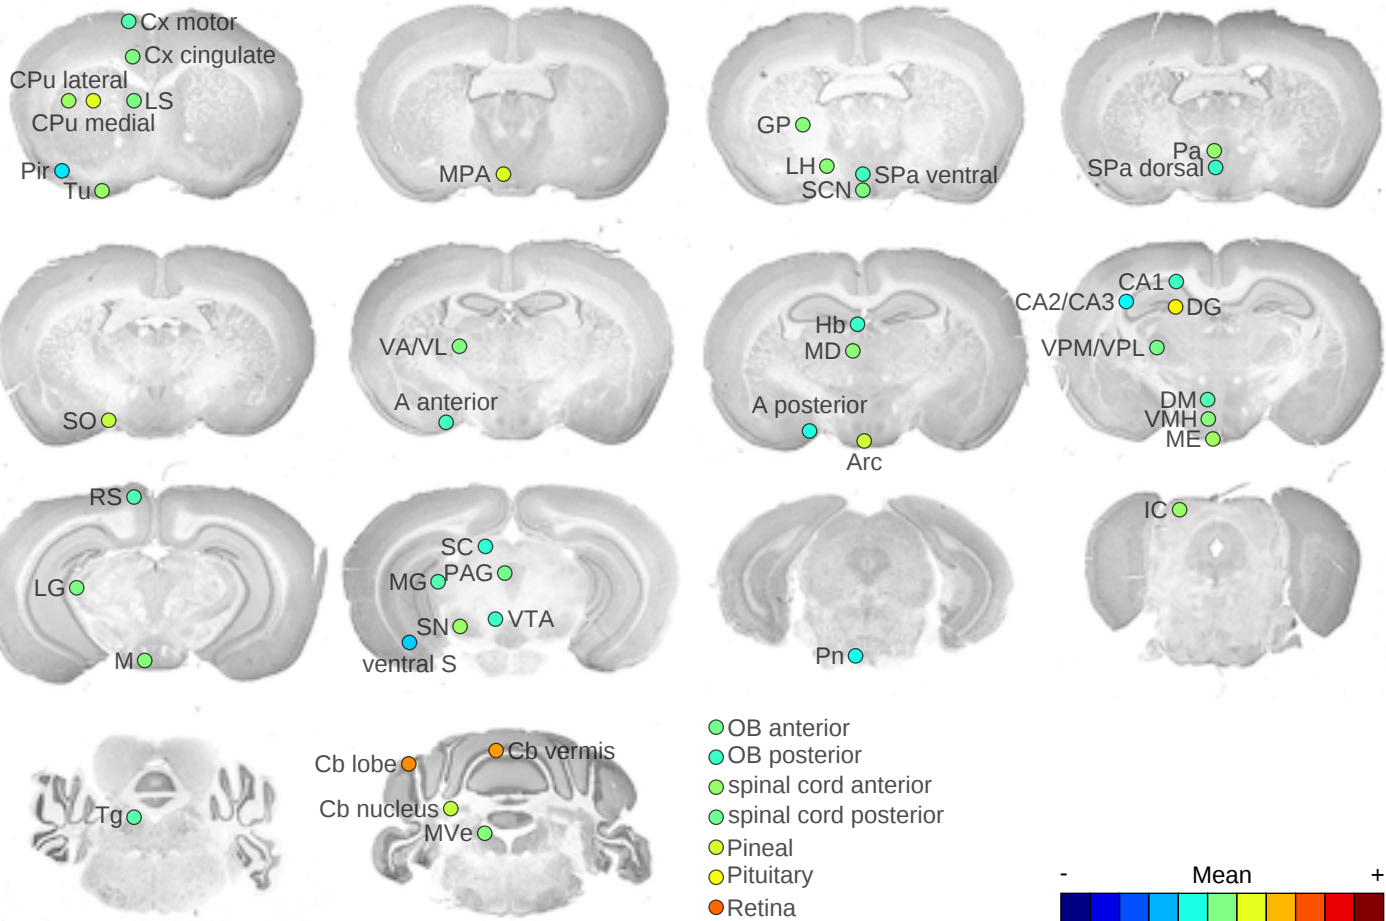 Cx motor
Cx cingulate
CPu lateral
LS
CPu medial
Pir
Tu
MPA
GP
LH
SPa ventral
SCN
Pa
SPa dorsal
SO
VA/VL
A anterior
Hb
MD
A posterior
Arc
CA1
CA2/CA3
DG
VPM/VPL
DM
VMH
ME
RS
LG
M
SC
MG
PAG
SN
VTA
ventral S
Pn
IC
Tg
Cb lobe
Cb vermis
Cb nucleus
MVe
OB anterior
OB posterior
spinal cord anterior
spinal cord posterior
Pineal
Pituitary
Retina
- Mean +